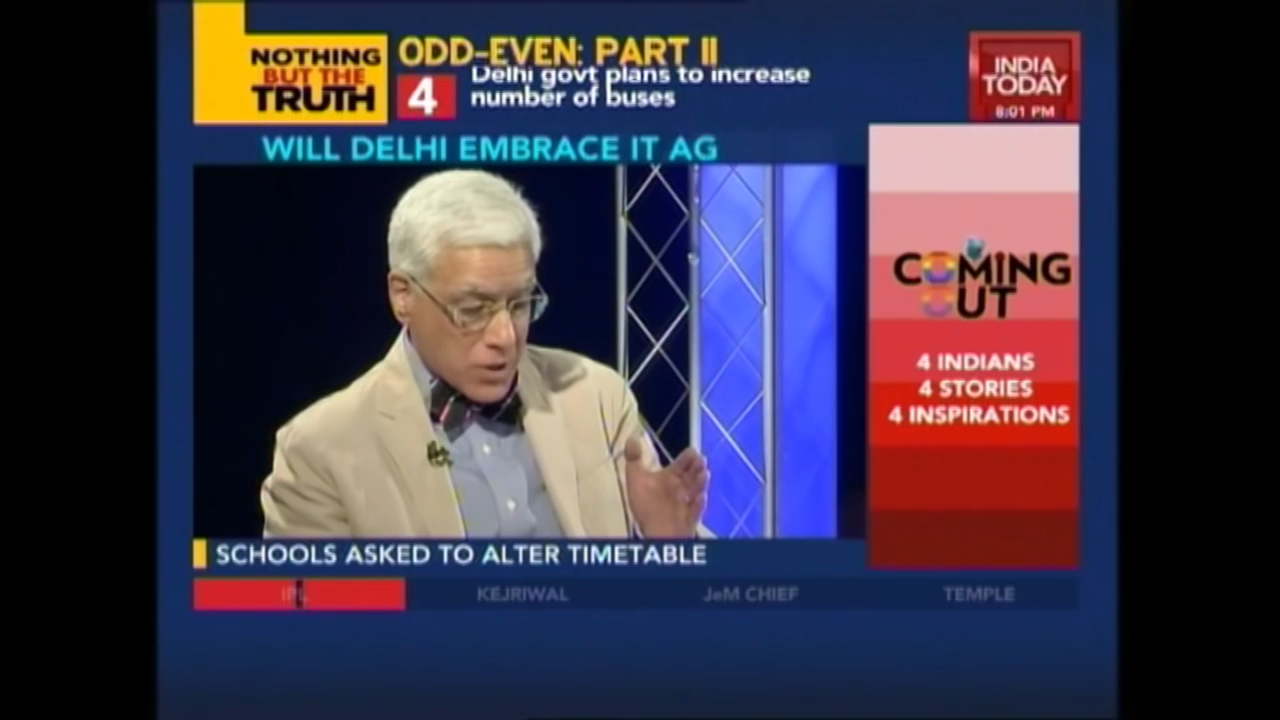 NOTHING
BUT THE
TRUTH
ODD-EVEN: PART II
4
Delhi govt plans to increase
number of buses
INDIA
TODAY
8:01 PM
WILL DELHI EMBRACE IT AG
COMING
OUT
4 INDIANS
4 STORIES
4 INSPIRATIONS
SCHOOLS ASKED TO ALTER TIMETABLE
IPL
KEJRIWAL
JeM CHIEF
TEMPLE